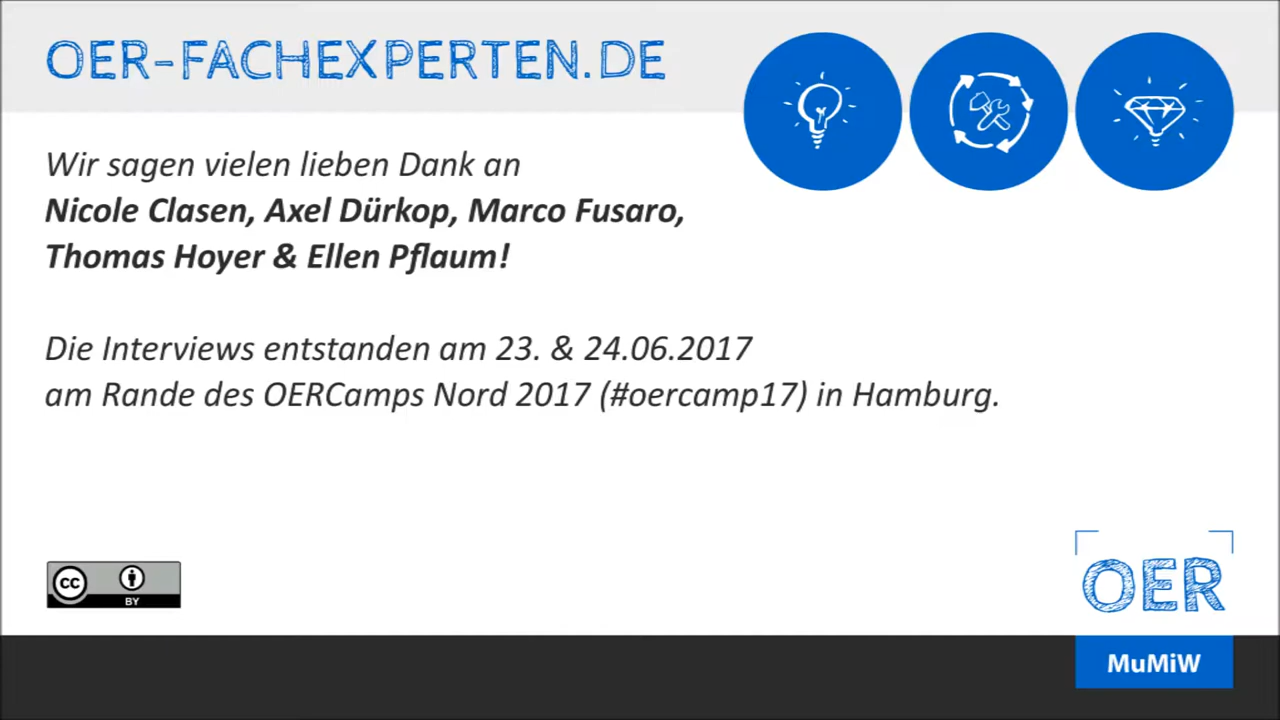 OER-FACHEXPERTEN.DE
Wir sagen vielen lieben Dank an
Nicole Clasen, Axel Dürkop, Marco Fusaro,
Thomas Hoyer & Ellen Pflaum!
Die Interviews entstanden am 23. & 24.06.2017
am Rande des OERCamps Nord 2017 (#oercamp17) in Hamburg.
cc
BY
OER
MuMiW